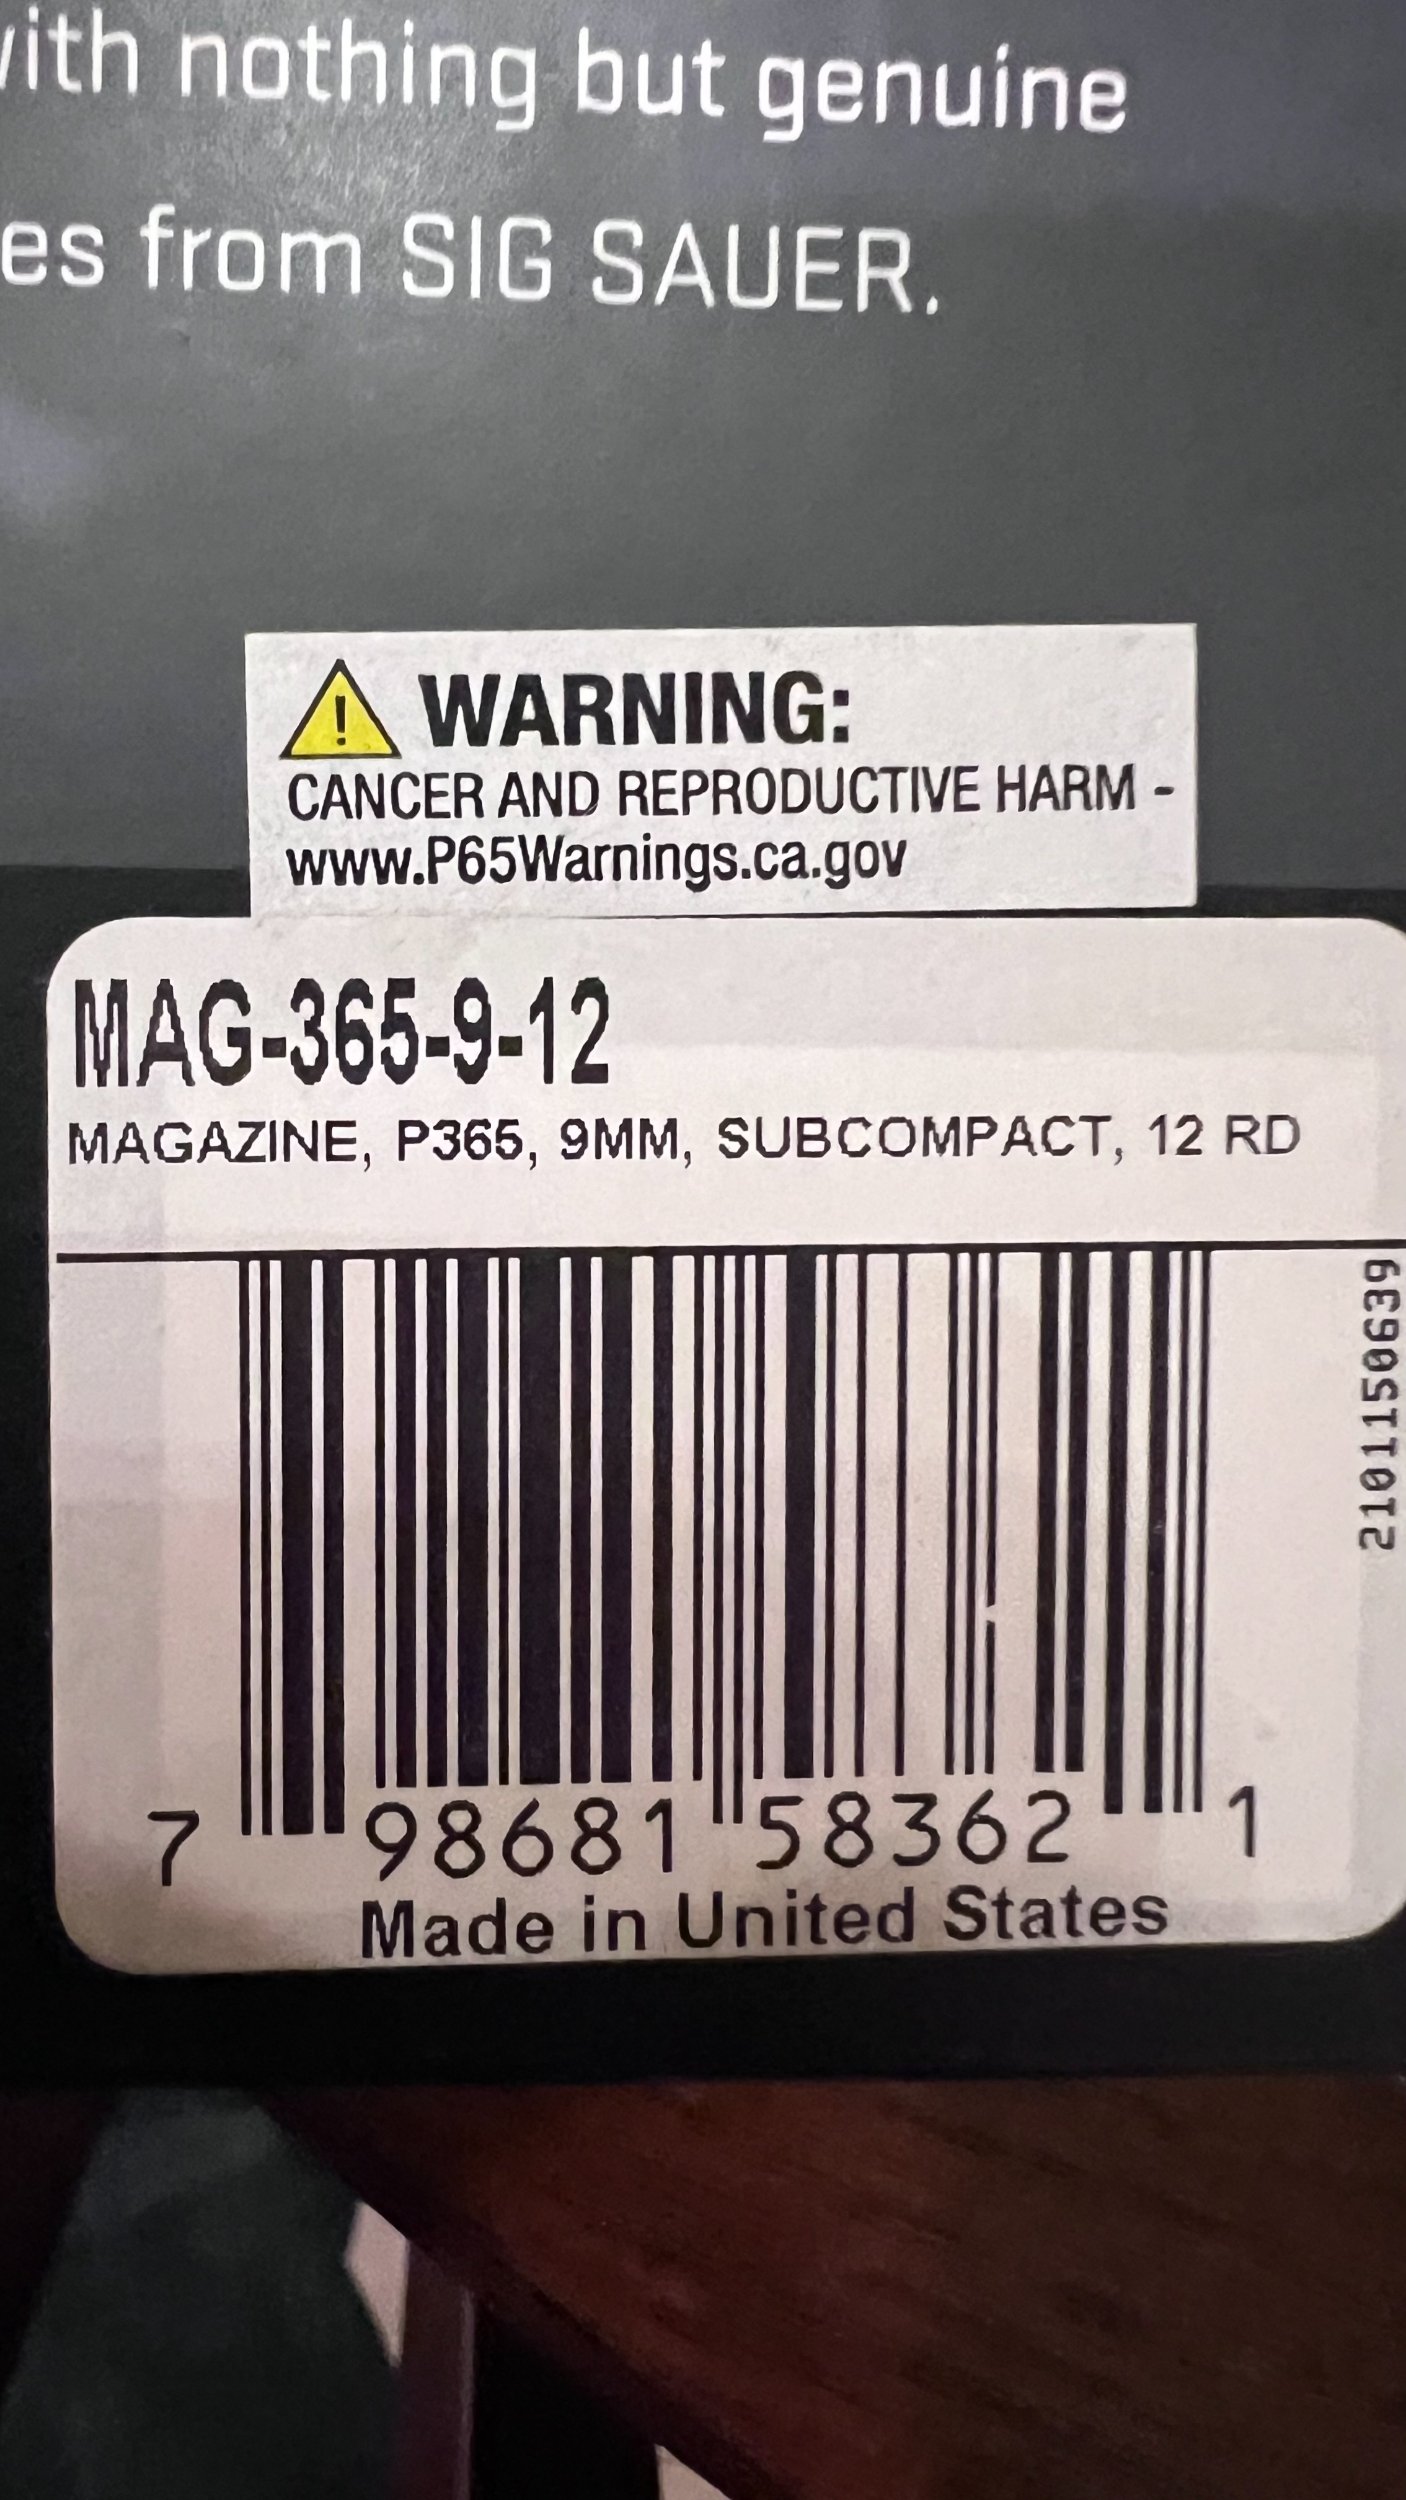 with nothing but genuine
es from SIG SAUER.
WARNING:
CANCER AND REPRODUCTIVE HARM -
www.P65Warnings.ca.gov
MAG-365-9-12
MAGAZINE, P365, 9MM, SUBCOMPACT, 12 RD
2101150639
7 98681 58362 1
Made in United States